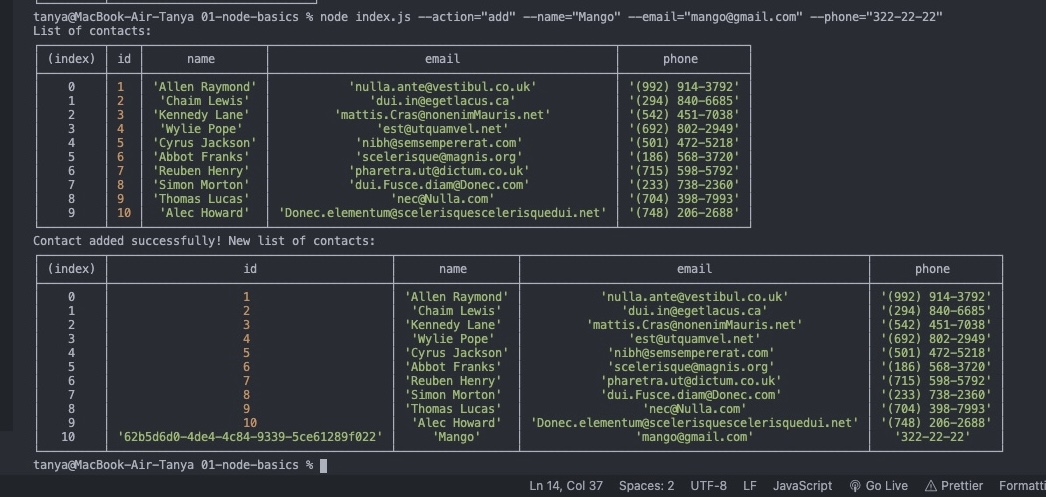 tanya@MacBook-Air-Tanya 01-node-basics % node index.js --action="add" --name="Mango" --email="mango@gmail.com" --phone="322-22-22"
List of contacts:
(index) id name email phone
0 1 'Allen Raymond' 'nulla.ante@vestibul.co.uk' '(992) 914-3792'
1 2 'Chaim Lewis' 'dui.in@egetlacus.ca' '(294) 840-6685'
2 3 'Kennedy Lane' 'mattis.Cras@nonenimMauris.net' '(542) 451-7038'
3 4 'Wylie Pope' 'est@utquamvel.net' '(692) 802-2949'
4 5 'Cyrus Jackson' 'nibh@semsempererat.com' '(501) 472-5218'
5 6 'Abbot Franks' 'scelerisque@magnis.org' '(186) 568-3720'
6 7 'Reuben Henry' 'pharetra.ut@dictum.co.uk' '(715) 598-5792'
7 8 'Simon Morton' 'dui.Fusce.diam@Donec.com' '(233) 738-2360'
8 9 'Thomas Lucas' 'nec@Nulla.com' '(704) 398-7993'
9 10 'Alec Howard' 'Donec.elementum@scelerisquescelerisquedui.net' '(748) 206-2688'
Contact added successfully! New list of contacts:
(index) id name email phone
0 1 'Allen Raymond' 'nulla.ante@vestibul.co.uk' '(992) 914-3792'
1 2 'Chaim Lewis' 'dui.in@egetlacus.ca' '(294) 840-6685'
2 3 'Kennedy Lane' 'mattis.Cras@nonenimMauris.net' '(542) 451-7038'
3 4 'Wylie Pope' 'est@utquamvel.net' '(692) 802-2949'
4 5 'Cyrus Jackson' 'nibh@semsempererat.com' '(501) 472-5218'
5 6 'Abbot Franks' 'scelerisque@magnis.org' '(186) 568-3720'
6 7 'Reuben Henry' 'pharetra.ut@dictum.co.uk' '(715) 598-5792'
7 8 'Simon Morton' 'dui.Fusce.diam@Donec.com' '(233) 738-2360'
8 9 'Thomas Lucas' 'nec@Nulla.com' '(704) 398-7993'
9 10 'Alec Howard' 'Donec.elementum@scelerisquescelerisquedui.net' '(748) 206-2688'
10 '62b5d6d0-4de4-4c84-9339-5ce61289f022' 'Mango' 'mango@gmail.com' '322-22-22'
tanya@MacBook-Air-Tanya 01-node-basics %
Ln 14, Col 37 Spaces: 2 UTF-8 LF JavaScript Go Live Prettier Formatti